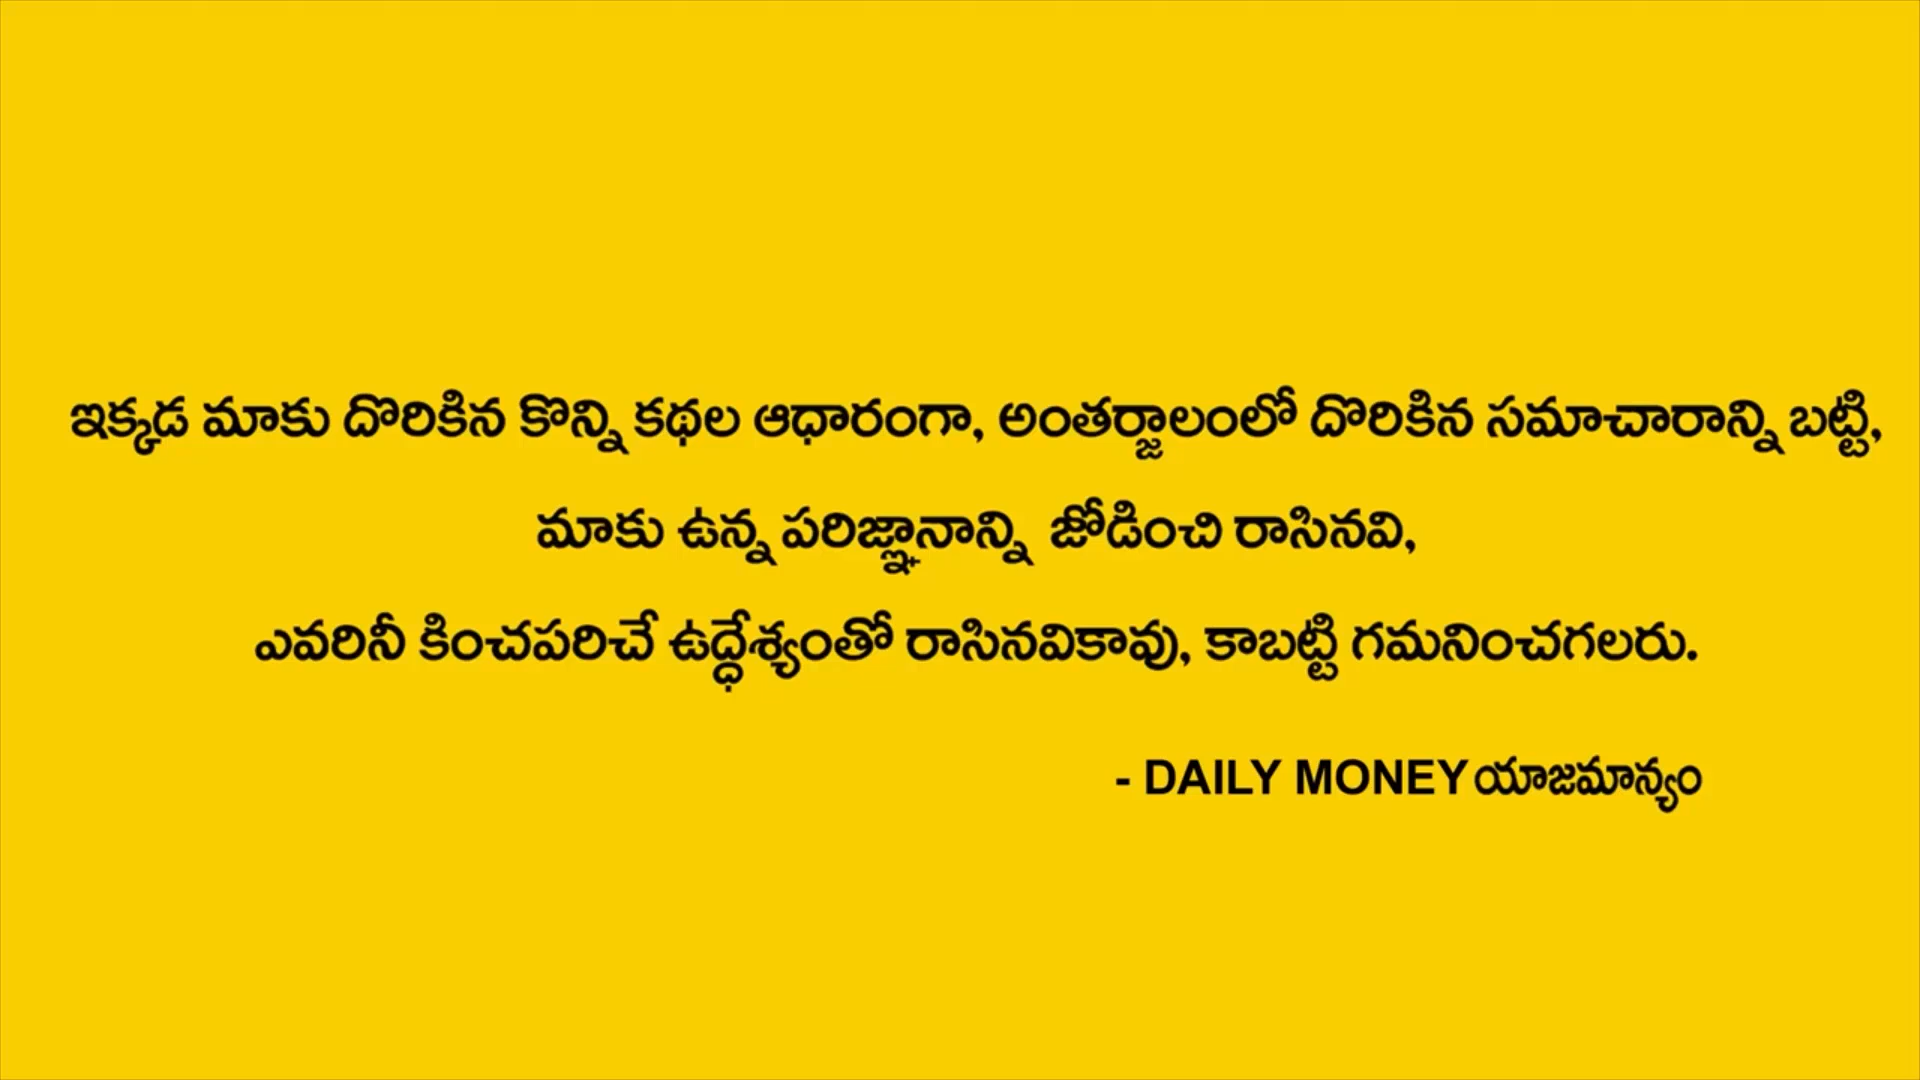 ఇక్కడ మాకు దొరికిన కొన్ని కథల ఆధారంగా, అంతర్జాలంలో దొరికిన సమాచారాన్ని బట్టి,
మాకు ఉన్న పరిజ్ఞానాన్ని జోడించి రాసినవి,
ఎవరినీ కించపరిచే ఉద్ధేశ్యంతో రాసినవికావు, కాబట్టి గమనించగలరు.
- DAILY MONEY యాజమాన్యం